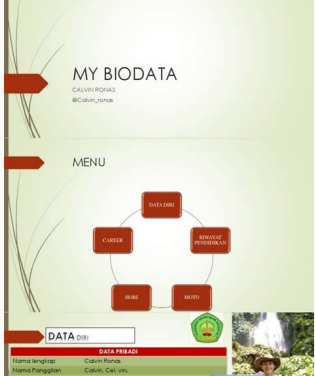 MY BIODATA
CALVIN RONAS
@Calvin_ronas
MENU
DATA DIRI
RIWAYAT
PENDIDIKAN
MOTO
HOBI
CAREER
DATA DIRI
DATA PRIBADI
Nama lengkap Calvin Ronas
Nama Panggilan Calvin, Cel, vin.